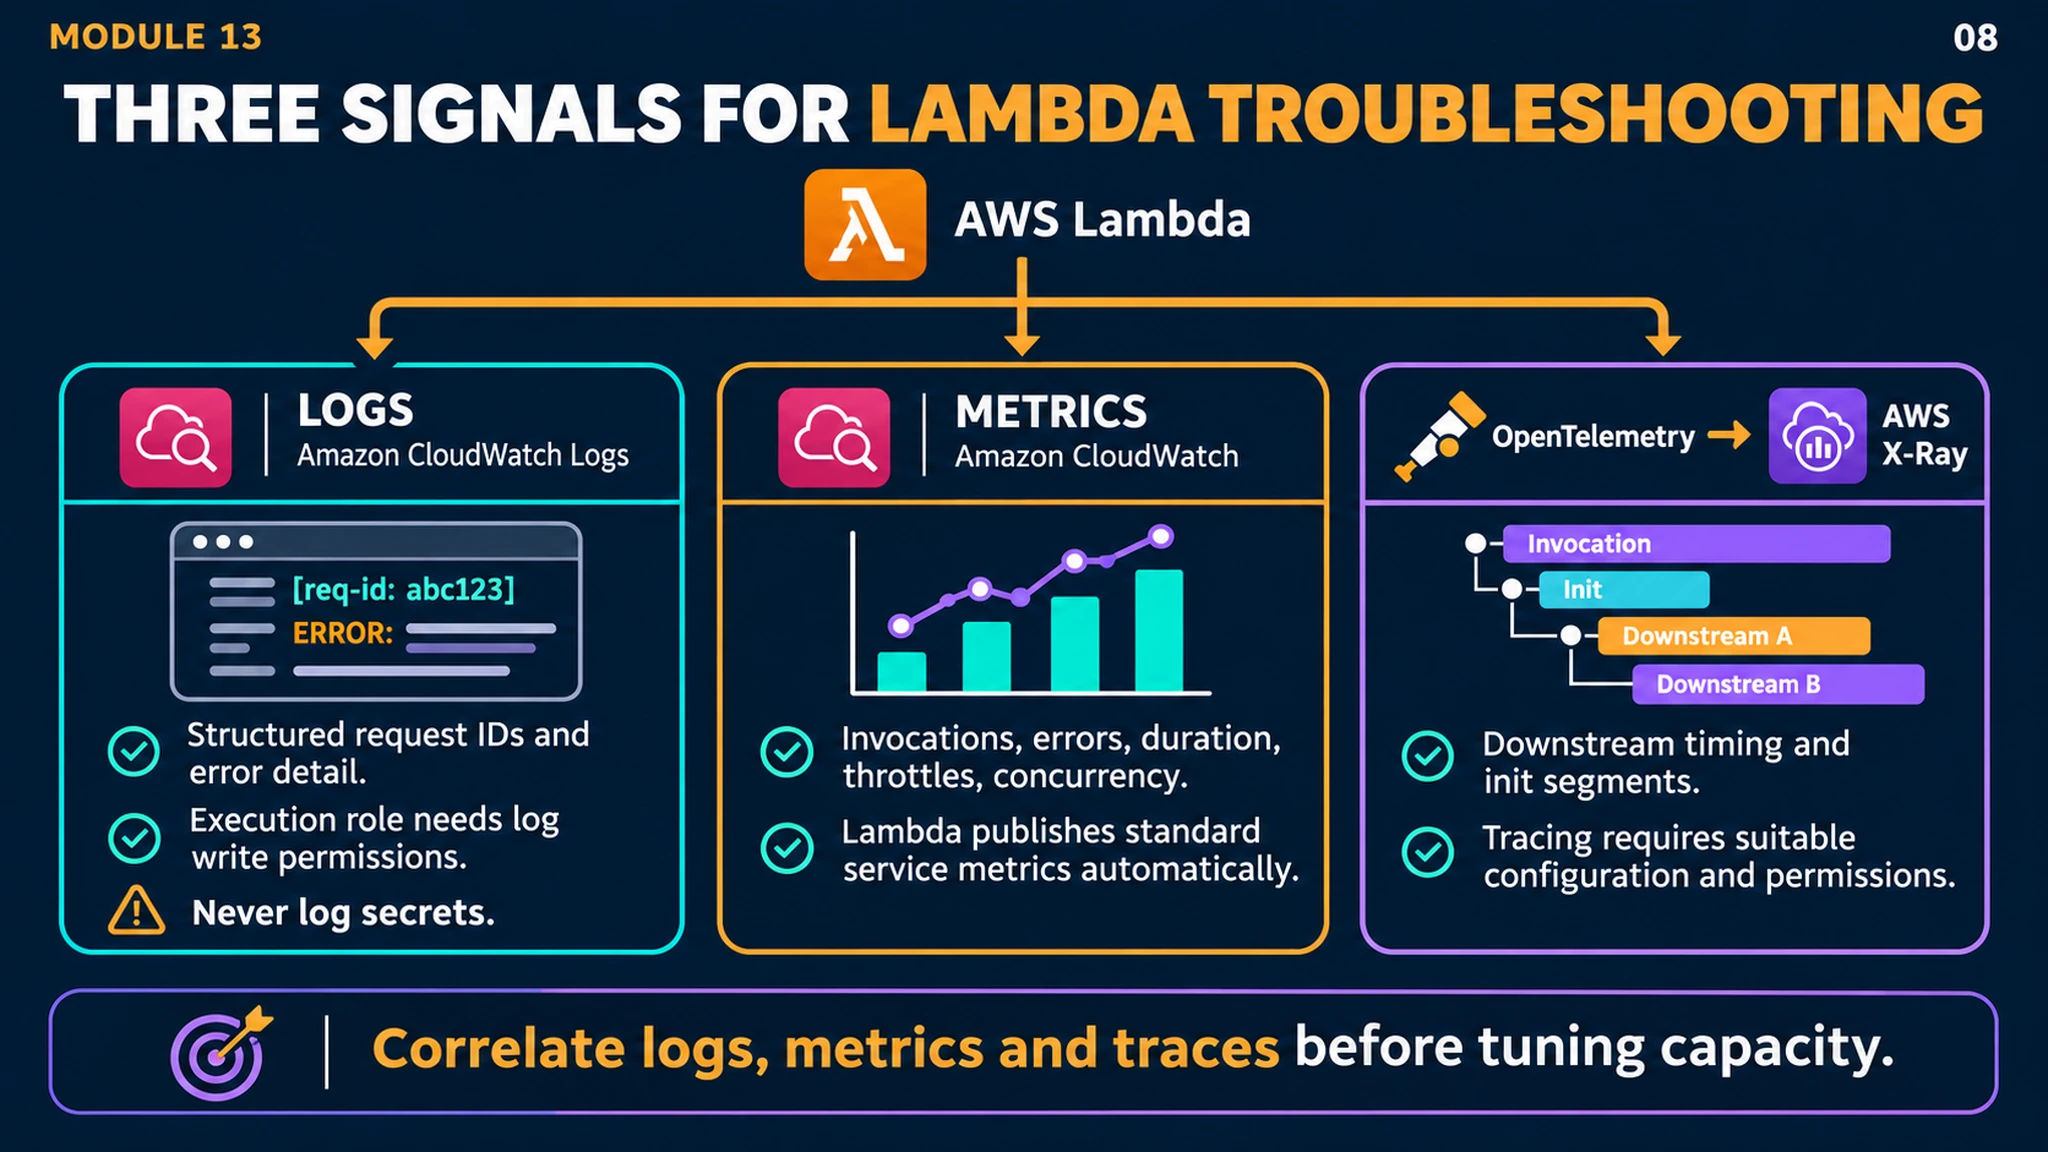 MODULE 13
08
THREE SIGNALS FOR LAMBDA TROUBLESHOOTING
AWS Lambda
LOGS
Amazon CloudWatch Logs
[req-id: abc123]
ERROR:
Structured request IDs and
error detail.
Execution role needs log
write permissions.
Never log secrets.
METRICS
Amazon CloudWatch
Invocations, errors, duration,
throttles, concurrency.
Lambda publishes standard
service metrics automatically.
OpenTelemetry
AWS
X-Ray
Invocation
Init
Downstream A
Downstream B
Downstream timing and
init segments.
Tracing requires suitable
configuration and permissions.
Correlate logs, metrics and traces before tuning capacity.